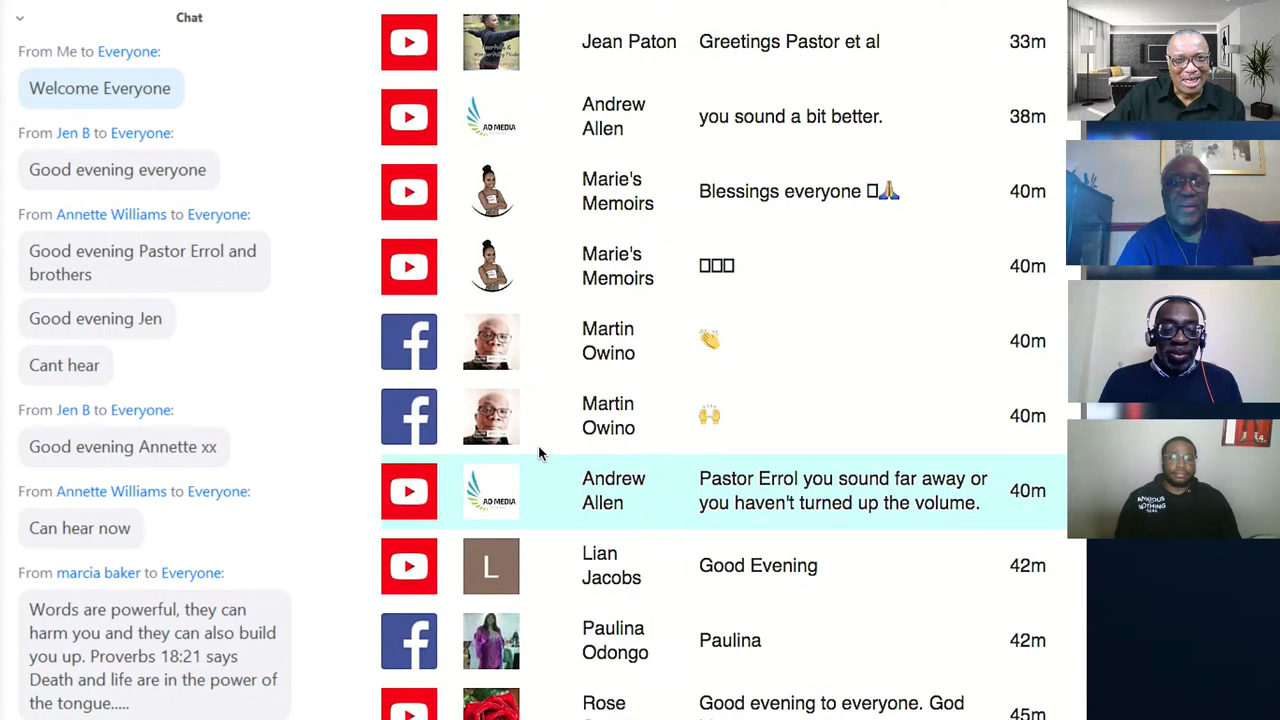 Chat
From Me to Everyone:
Welcome Everyone
From Jen B to Everyone:
Good evening everyone
From Annette Williams to Everyone:
Good evening Pastor Errol and
brothers
Good evening Jen
Cant hear
From Jen B to Everyone:
Good evening Annette xx
From Annette Williams to Everyone:
Can hear now
From marcia baker to Everyone:
Words are powerful, they can
harm you and they can also build
you up. Proverbs 18:21 says
Death and life are in the power of
the tongue.....
Jean Paton
Greetings Pastor et al
33m
AD MEDIA
Andrew
Allen
you sound a bit better.
38m
Marie's
Memoirs
Blessings everyone 🙏
40m
Marie's
Memoirs
40m
Martin
Owino
👏
40m
Martin
Owino
🙌
40m
AD MEDIA
Andrew
Allen
Pastor Errol you sound far away or
you haven't turned up the volume.
40m
L
Lian
Jacobs
Good Evening
42m
Paulina
Odongo
Paulina
42m
Rose
Good evening to everyone. God
45m
ANXIOUS
NOTHING